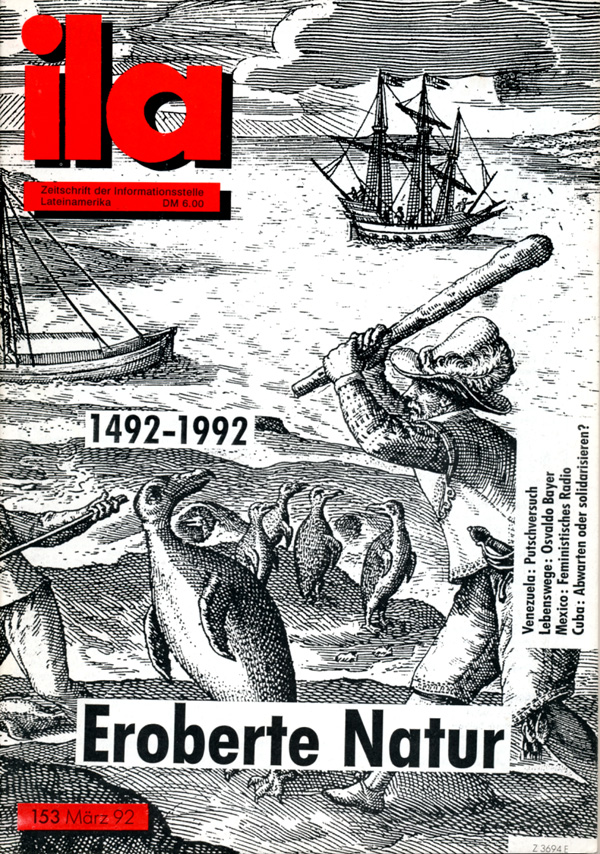 ila
Zeitschrift der Informationsstelle
Lateinamerika DM 6.00
1492-1992
Venezuela: Putschversuch
Lebenswege: Osvaldo Bayer
Mexico: Feministisches Radio
Cuba: Abwarten oder solidarisieren?
Eroberte Natur
153 März 92
Z 3694 E